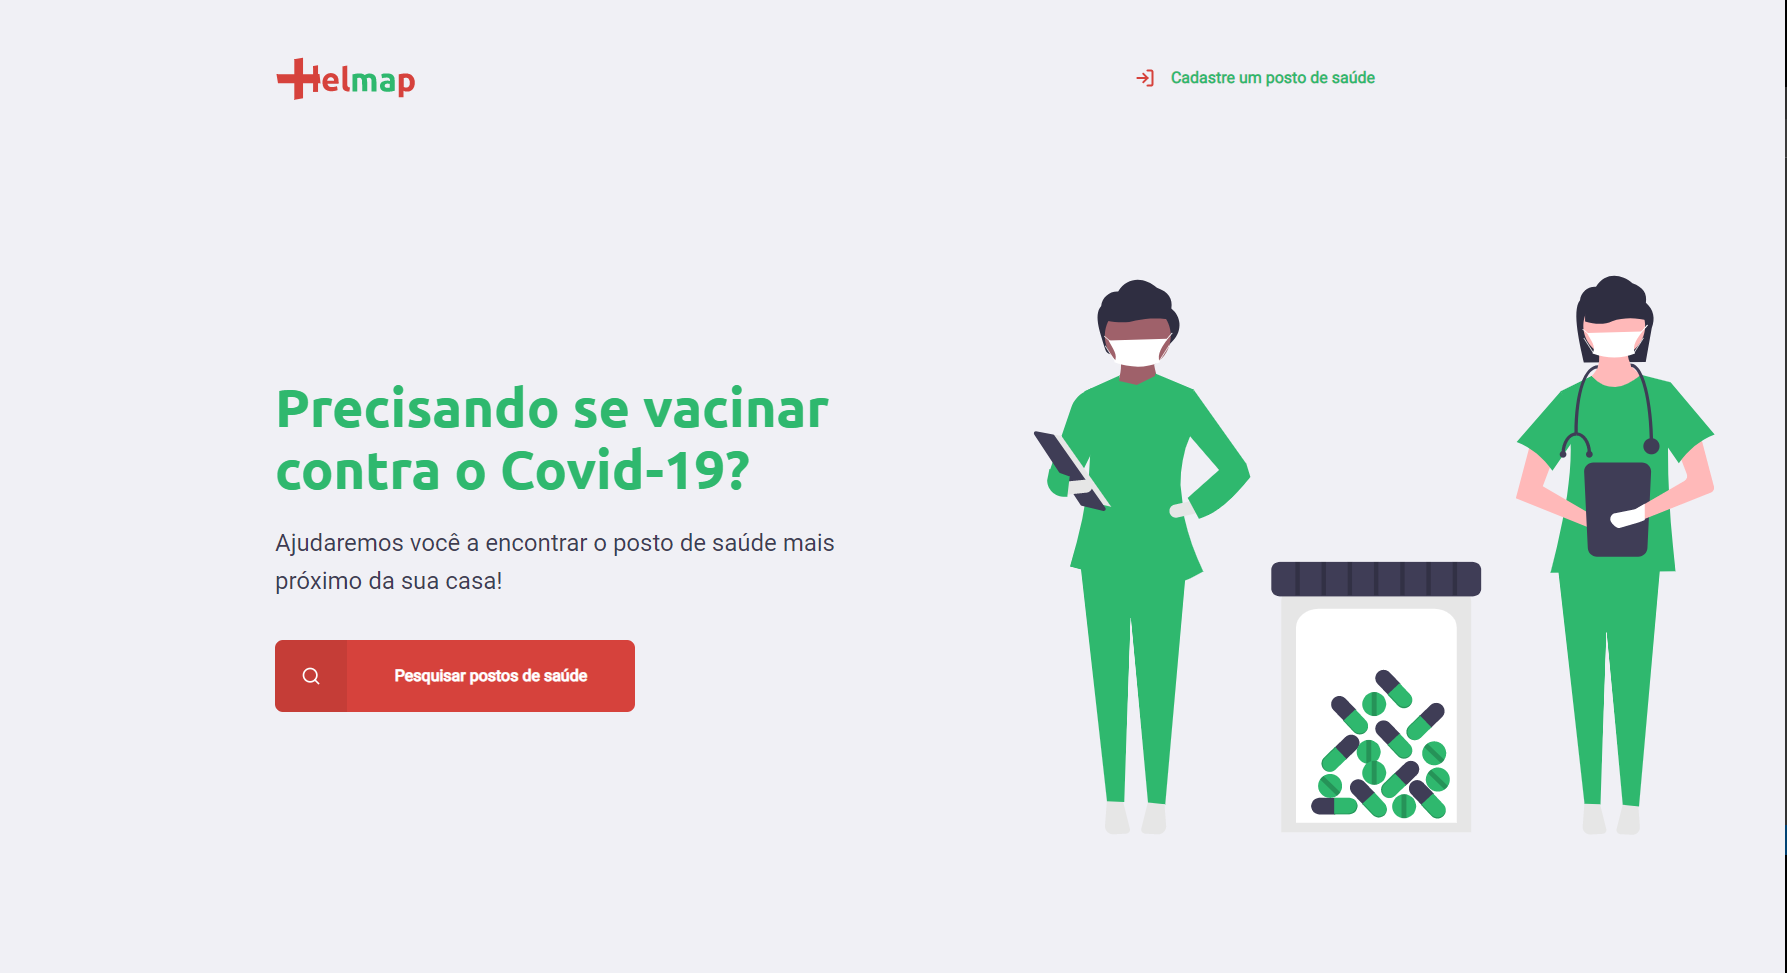 Helmap
Cadastre um posto de saúde
Precisando se vacinar
contra o Covid-19?
Ajudaremos você a encontrar o posto de saúde mais
próximo da sua casa!
Pesquisar postos de saúde